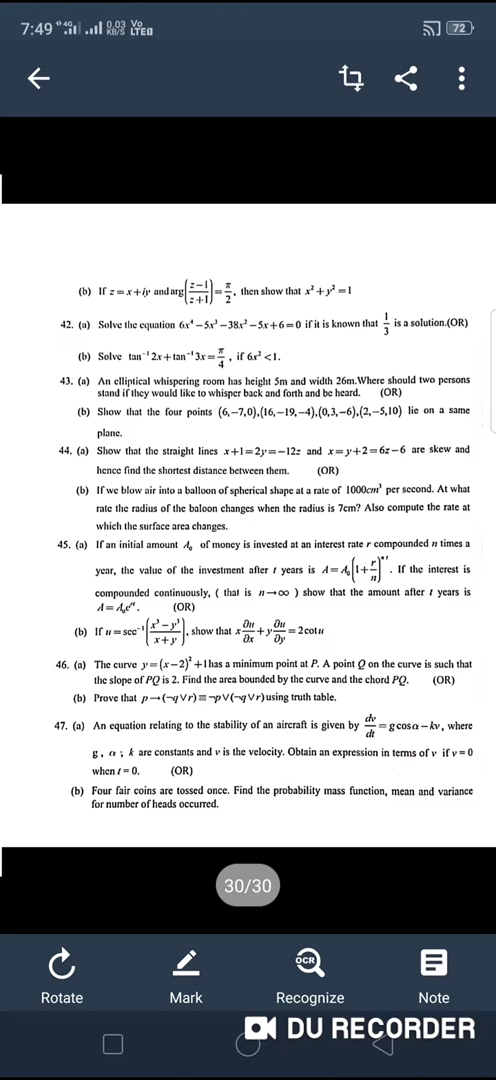 7:49 4G 0.03 KB/S Vo LTE 72
(b) If z = x + iy and arg((z−1)/(z+1)) = π/2, then show that x² + y² = 1
42. (a) Solve the equation 6x⁴ − 5x³ − 38x² − 5x + 6 = 0 if it is known that 1/3 is a solution.(OR)
(b) Solve tan⁻¹ 2x + tan⁻¹ 3x = π/4, if 6x² < 1.
43. (a) An elliptical whispering room has height 5m and width 26m.Where should two persons
stand if they would like to whisper back and forth and be heard. (OR)
(b) Show that the four points (6,−7,0),(16,−19,−4),(0,3,−6),(2,−5,10) lie on a same
plane.
44. (a) Show that the straight lines x+1=2y=−12z and x=y+2=6z−6 are skew and
hence find the shortest distance between them. (OR)
(b) If we blow air into a balloon of spherical shape at a rate of 1000cm³ per second. At what
rate the radius of the baloon changes when the radius is 7cm? Also compute the rate at
which the surface area changes.
45. (a) If an initial amount A₀ of money is invested at an interest rate r compounded n times a
year, the value of the investment after t years is A = A₀(1 + r/n)ⁿᵗ. If the interest is
compounded continuously, ( that is n→∞ ) show that the amount after t years is
A = A₀eʳᵗ. (OR)
(b) If u = sec⁻¹((x³ − y³)/(x + y)), show that x ∂u/∂x + y ∂u/∂y = 2cot u
46. (a) The curve y = (x−2)² + 1 has a minimum point at P. A point Q on the curve is such that
the slope of PQ is 2. Find the area bounded by the curve and the chord PQ. (OR)
(b) Prove that p→(¬q∨r)≡¬p∨(¬q∨r) using truth table.
47. (a) An equation relating to the stability of an aircraft is given by dv/dt = g cosα − kv, where
g, α ; k are constants and v is the velocity. Obtain an expression in terms of v if v = 0
when t = 0. (OR)
(b) Four fair coins are tossed once. Find the probability mass function, mean and variance
for number of heads occurred.
30/30
OCR
Rotate Mark Recognize Note
DU RECORDER